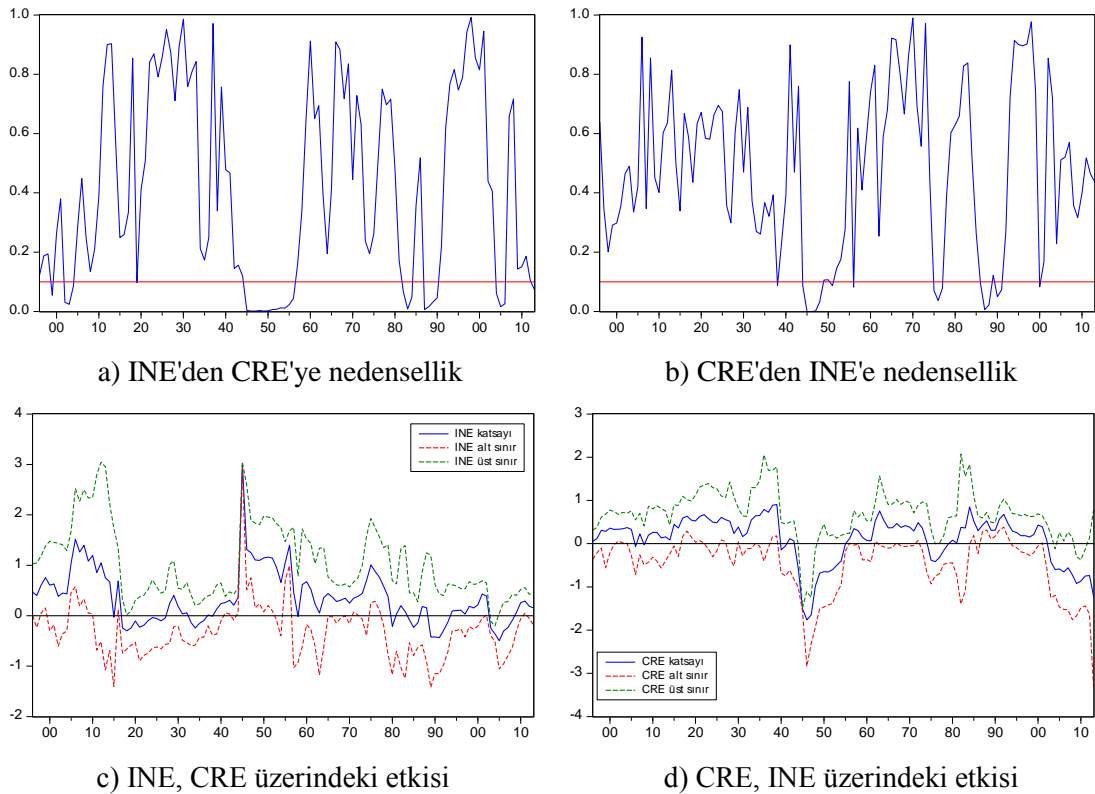 1.0
0.8
0.6
0.4
0.2
0.0
00 10 20 30 40 50 60 70 80 90 00 10
a) INE'den CRE'ye nedensellik
1.0
0.8
0.6
0.4
0.2
0.0
00 10 20 30 40 50 60 70 80 90 00 10
b) CRE'den INE'e nedensellik
4
3
2
1
0
-1
-2
INE katsayı
INE alt sınır
INE üst sınır
00 10 20 30 40 50 60 70 80 90 00 10
c) INE, CRE üzerindeki etkisi
3
2
1
0
-1
-2
-3
-4
CRE katsayı
CRE alt sınır
CRE üst sınır
00 10 20 30 40 50 60 70 80 90 00 10
d) CRE, INE üzerindeki etkisi